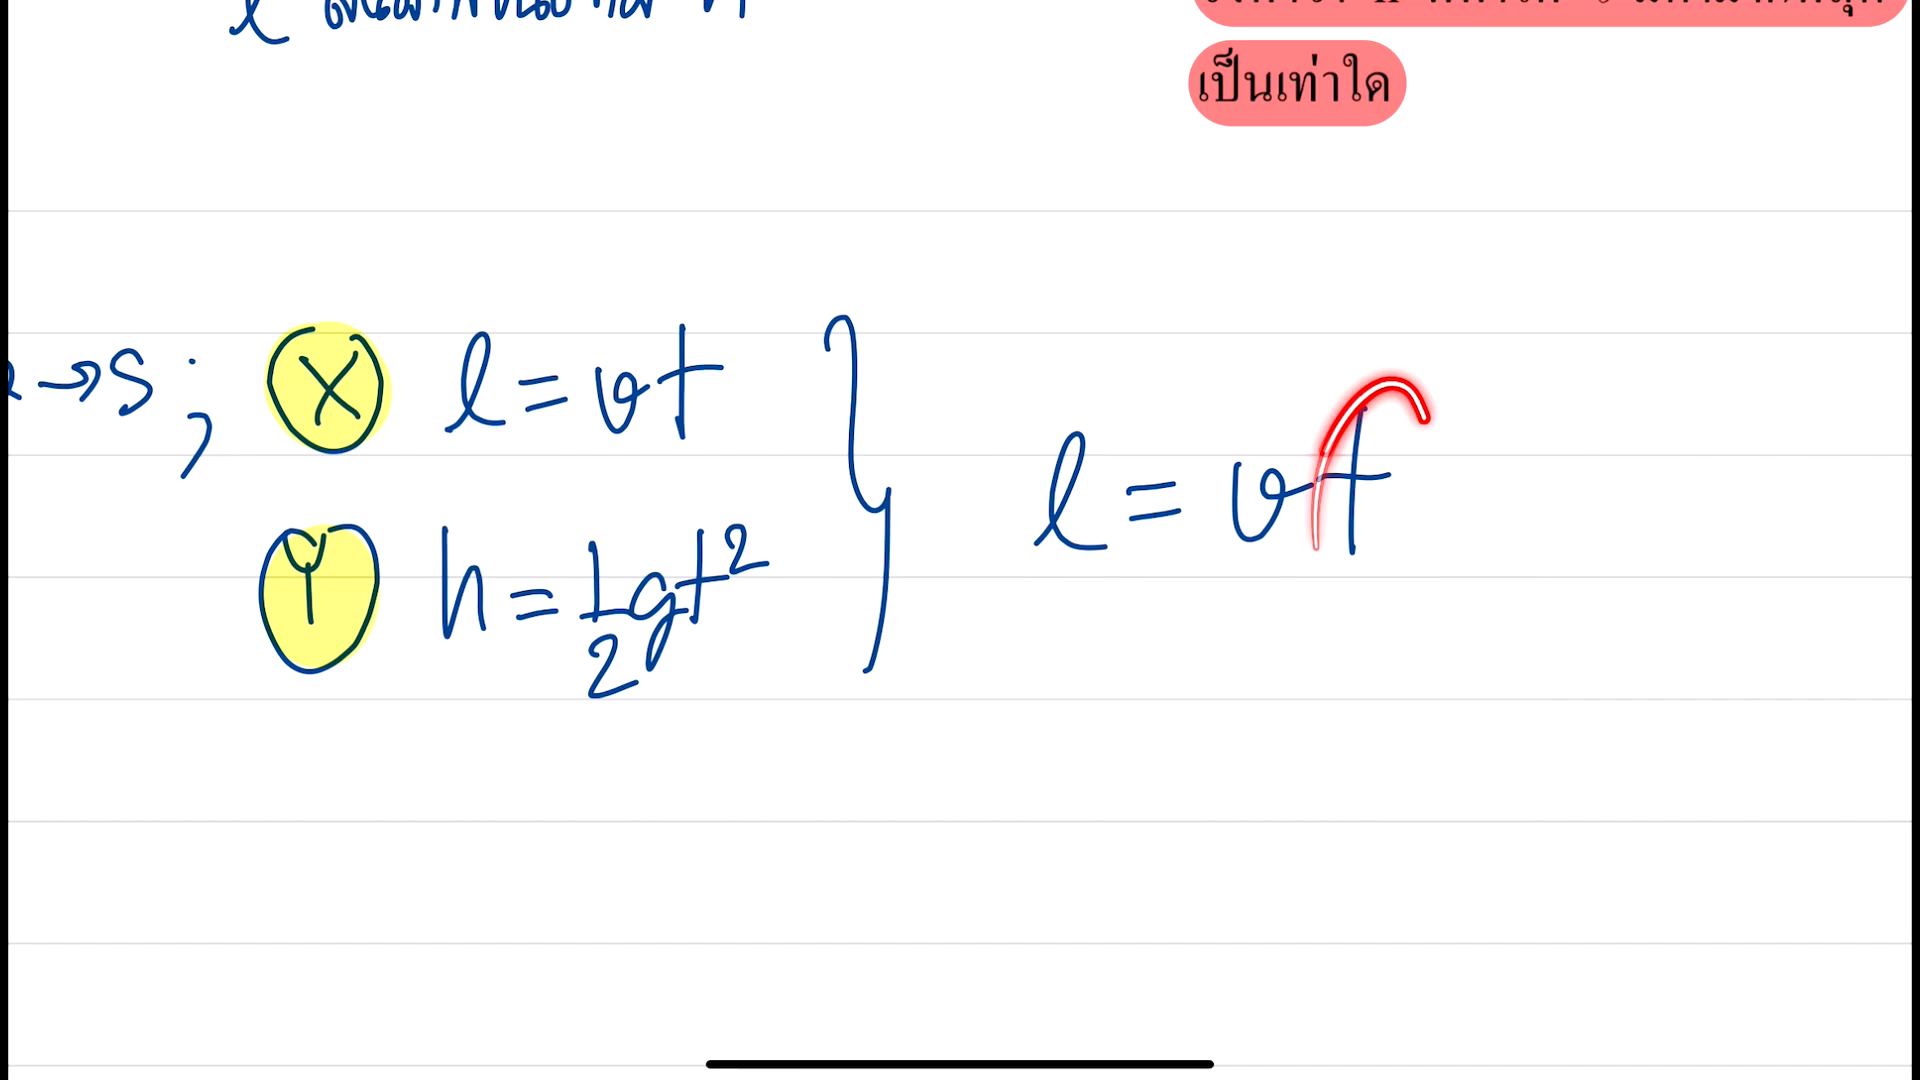 เป็นเท่าใด
→S ; X l = vt
Y h = 1/2 gt²
l = vt